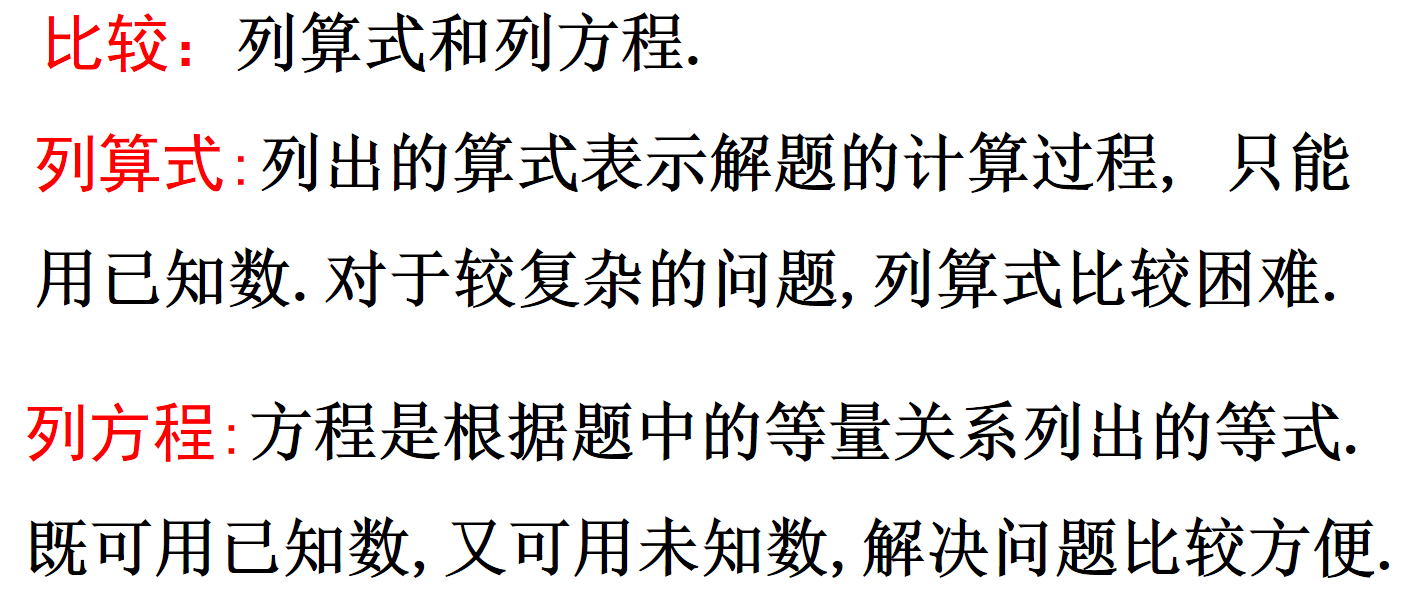 比较：列算式和列方程.
列算式:列出的算式表示解题的计算过程, 只能
用已知数.对于较复杂的问题,列算式比较困难.
列方程:方程是根据题中的等量关系列出的等式.
既可用已知数,又可用未知数,解决问题比较方便.